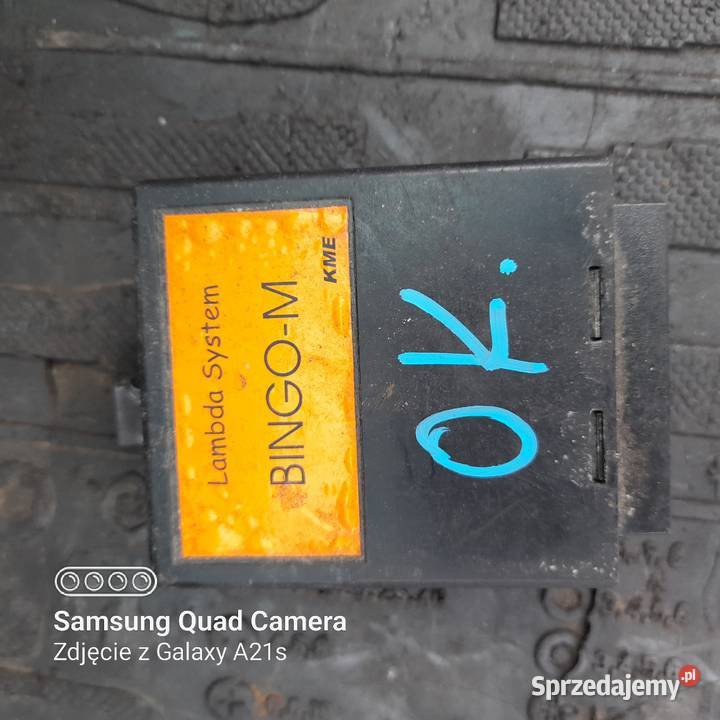 Lambda System
BINGO-M
KME
OK.
Samsung Quad Camera
Zdjęcie z Galaxy A21s
Sprzedajemy.pl